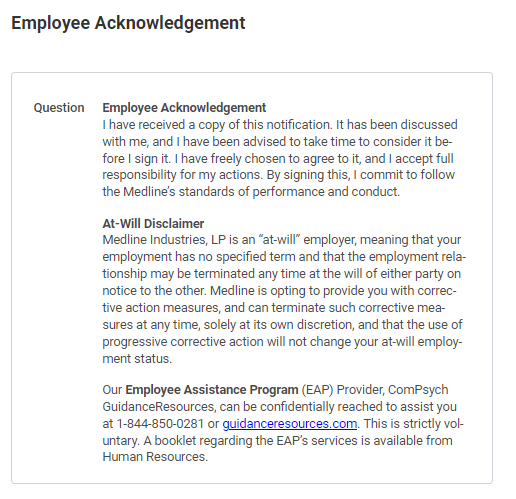 Employee Acknowledgement
Question
Employee Acknowledgement
I have received a copy of this notification. It has been discussed
with me, and I have been advised to take time to consider it be-
fore I sign it. I have freely chosen to agree to it, and I accept full
responsibility for my actions. By signing this, I commit to follow
the Medline's standards of performance and conduct.
At-Will Disclaimer
Medline Industries, LP is an “at-will” employer, meaning that your
employment has no specified term and that the employment rela-
tionship may be terminated any time at the will of either party on
notice to the other. Medline is opting to provide you with correc-
tive action measures, and can terminate such corrective mea-
sures at any time, solely at its own discretion, and that the use of
progressive corrective action will not change your at-will employ-
ment status.
Our Employee Assistance Program (EAP) Provider, ComPsych
GuidanceResources, can be confidentially reached to assist you
at 1-844-850-0281 or guidanceresources.com. This is strictly vol-
untary. A booklet regarding the EAP's services is available from
Human Resources.